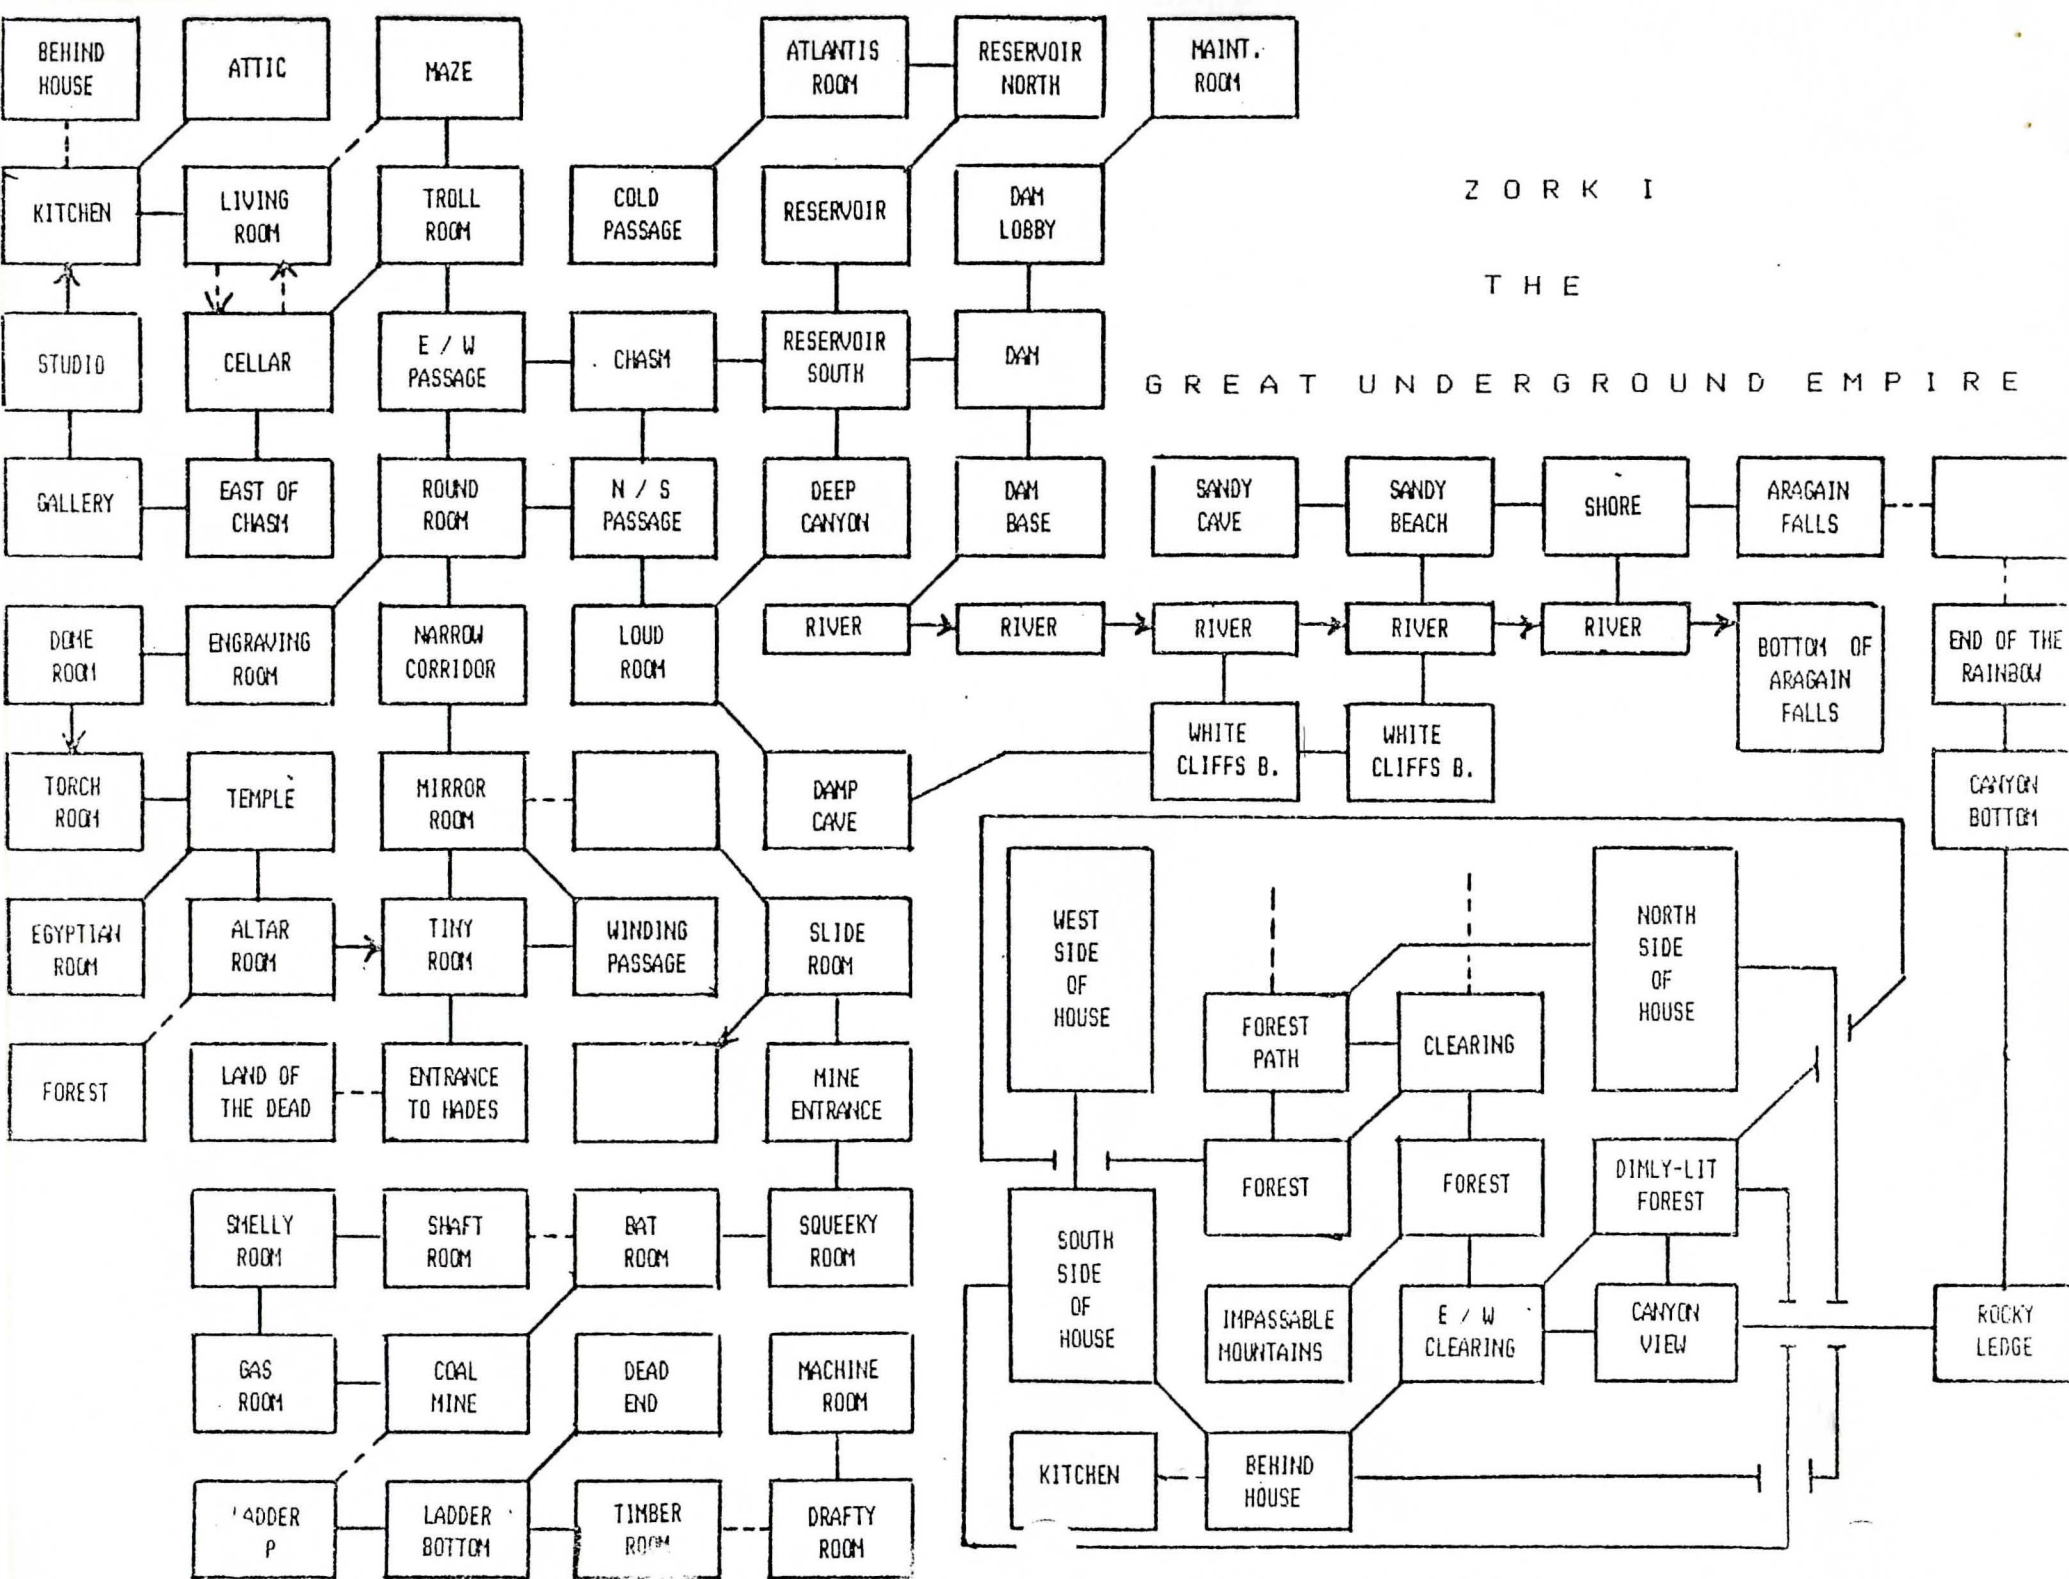 BEHIND
HOUSE
ATTIC
MAZE
ATLANTIS
ROOM
RESERVOIR
NORTH
MAINT.
ROOM
KITCHEN
LIVING
ROOM
TROLL
ROOM
COLD
PASSAGE
RESERVOIR
DAM
LOBBY
Z O R K I
T H E
G R E A T U N D E R G R O U N D E M P I R E
STUDIO
CELLAR
E / W
PASSAGE
CHASM
RESERVOIR
SOUTH
DAM
GALLERY
EAST OF
CHASM
ROUND
ROOM
N / S
PASSAGE
DEEP
CANYON
DAM
BASE
SANDY
CAVE
SANDY
BEACH
SHORE
ARAGAIN
FALLS
DOME
ROOM
ENGRAVING
ROOM
NARROW
CORRIDOR
LOUD
ROOM
RIVER
RIVER
RIVER
RIVER
RIVER
BOTTOM OF
ARAGAIN
FALLS
END OF THE
RAINBOW
TORCH
ROOM
TEMPLE
MIRROR
ROOM
DAMP
CAVE
WHITE
CLIFFS B.
WHITE
CLIFFS B.
CANYON
BOTTOM
EGYPTIAN
ROOM
ALTAR
ROOM
TINY
ROOM
WINDING
PASSAGE
SLIDE
ROOM
WEST
SIDE
OF
HOUSE
FOREST
PATH
CLEARING
NORTH
SIDE
OF
HOUSE
FOREST
LAND OF
THE DEAD
ENTRANCE
TO HADES
MINE
ENTRANCE
FOREST
FOREST
DIMLY-LIT
FOREST
SMELLY
ROOM
SHAFT
ROOM
BAT
ROOM
SQUEEKY
ROOM
SOUTH
SIDE
OF
HOUSE
IMPASSABLE
MOUNTAINS
E / W
CLEARING
CANYON
VIEW
ROCKY
LEDGE
GAS
ROOM
COAL
MINE
DEAD
END
MACHINE
ROOM
KITCHEN
BEHIND
HOUSE
LADDER
BOTTOM
TIMBER
ROOM
DRAFTY
ROOM